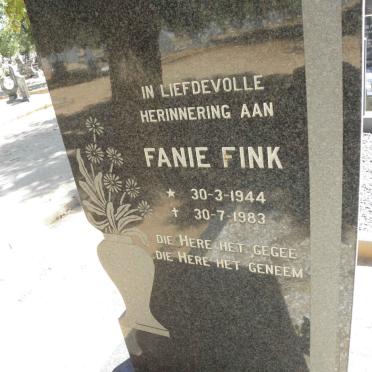 IN LIEFDEVOLLE
HERINNERING AAN
FANIE FINK
★ 30-3-1944
✝ 30-7-1983
DIE HERE HET GEGEE
DIE HERE HET GENEEM